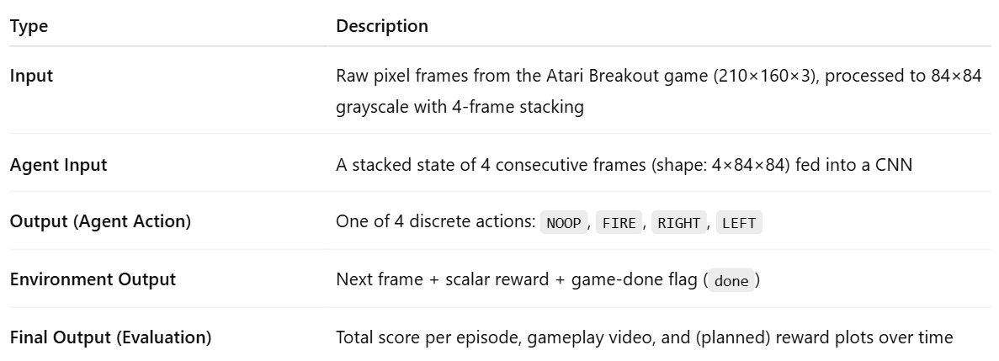 Type Description
Input Raw pixel frames from the Atari Breakout game (210×160×3), processed to 84×84
grayscale with 4-frame stacking
Agent Input A stacked state of 4 consecutive frames (shape: 4×84×84) fed into a CNN
Output (Agent Action) One of 4 discrete actions: NOOP, FIRE, RIGHT, LEFT
Environment Output Next frame + scalar reward + game-done flag (done)
Final Output (Evaluation) Total score per episode, gameplay video, and (planned) reward plots over time